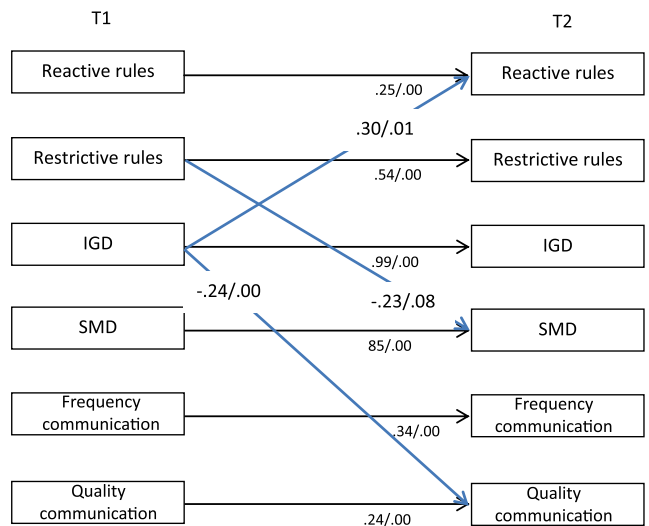 T1
T2
Reactive rules
Reactive rules
.25/.00
.30/.01
Restrictive rules
Restrictive rules
.54/.00
IGD
IGD
.99/.00
-.24/.00
-.23/.08
SMD
SMD
85/.00
Frequency
communication
Frequency
communication
.34/.00
Quality
communication
Quality
communication
.24/.00